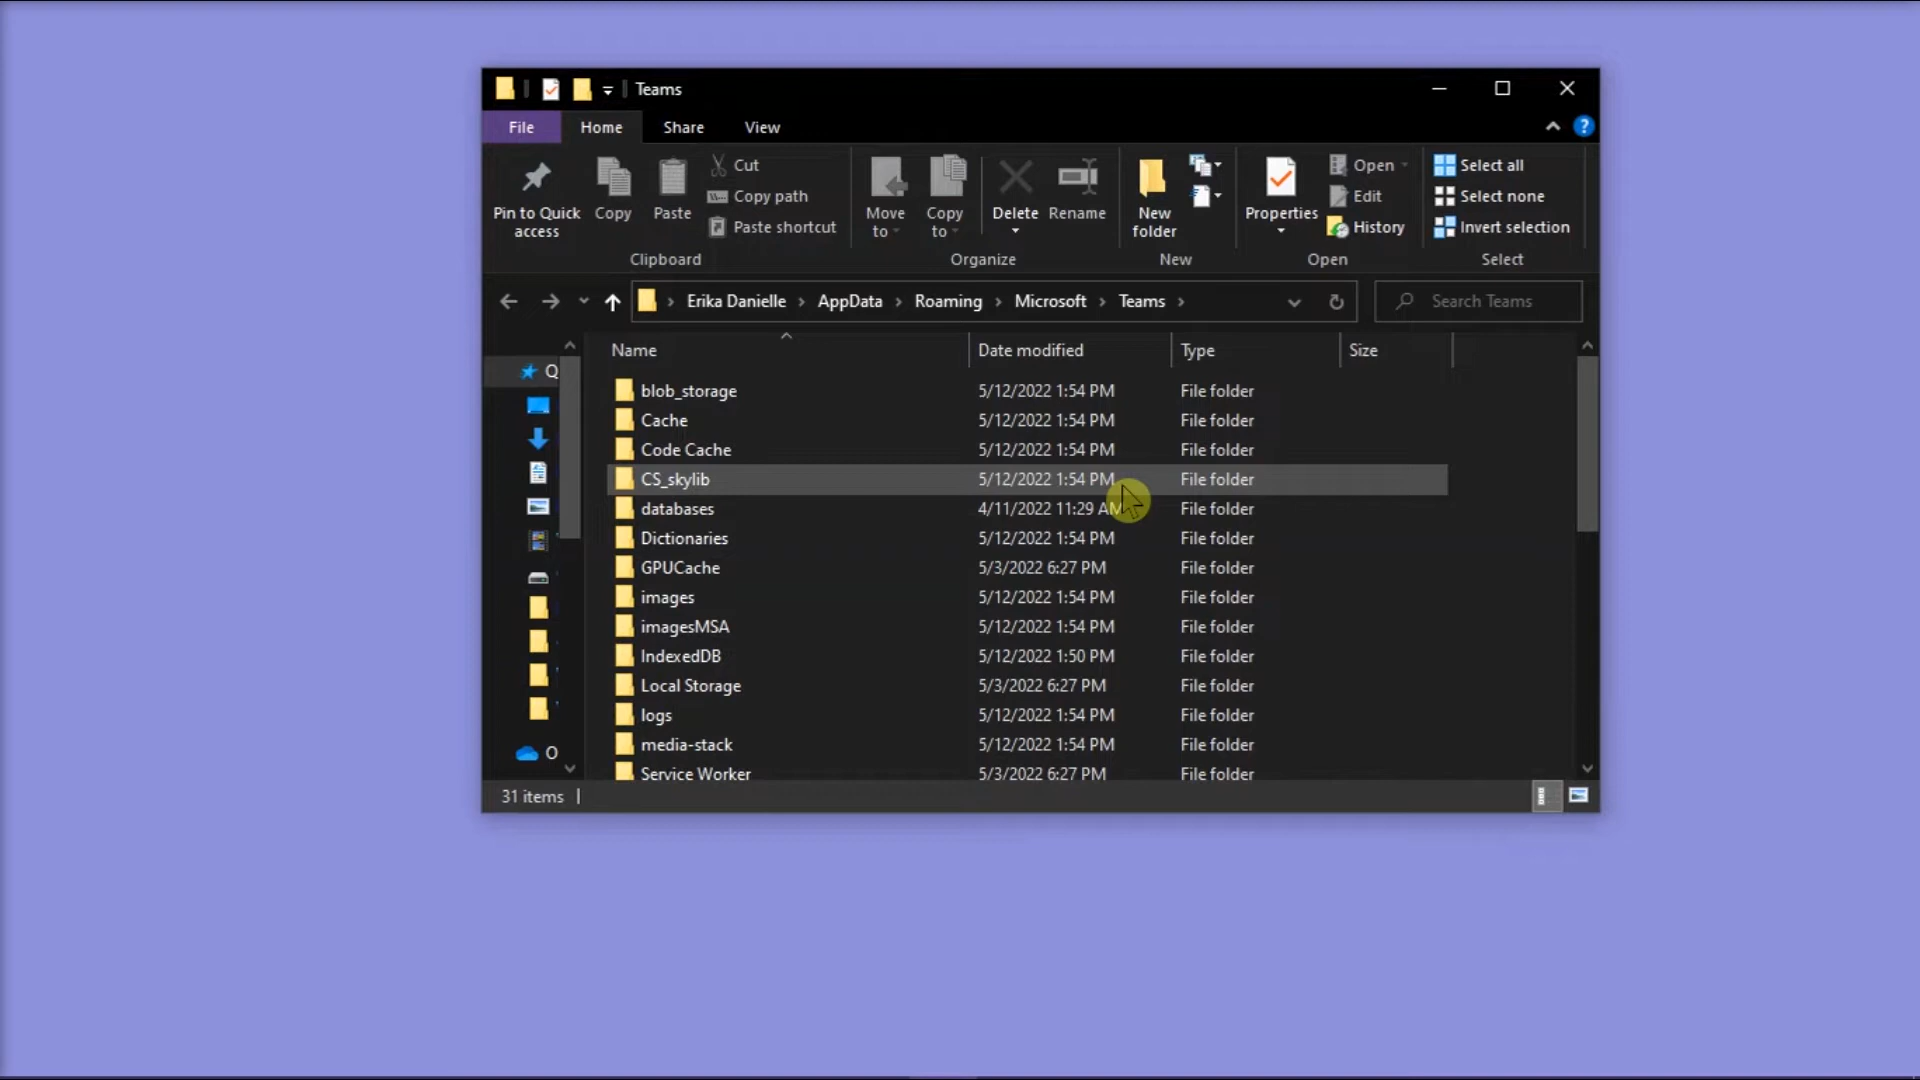 Teams
File Home Share View
Pin to Quick access
Copy
Paste
Cut
Copy path
Paste shortcut
Clipboard
Move to
Copy to
Delete
Rename
Organize
New folder
New
Properties
Open
Edit
History
Open
Select all
Select none
Invert selection
Select
Erika Danielle > AppData > Roaming > Microsoft > Teams >
Search Teams
Name Date modified Type Size
Q
O
blob_storage 5/12/2022 1:54 PM File folder
Cache 5/12/2022 1:54 PM File folder
Code Cache 5/12/2022 1:54 PM File folder
CS_skylib 5/12/2022 1:54 PM File folder
databases 4/11/2022 11:29 AM File folder
Dictionaries 5/12/2022 1:54 PM File folder
GPUCache 5/3/2022 6:27 PM File folder
images 5/12/2022 1:54 PM File folder
imagesMSA 5/12/2022 1:54 PM File folder
IndexedDB 5/12/2022 1:50 PM File folder
Local Storage 5/3/2022 6:27 PM File folder
logs 5/12/2022 1:54 PM File folder
media-stack 5/12/2022 1:54 PM File folder
Service Worker 5/3/2022 6:27 PM File folder
31 items